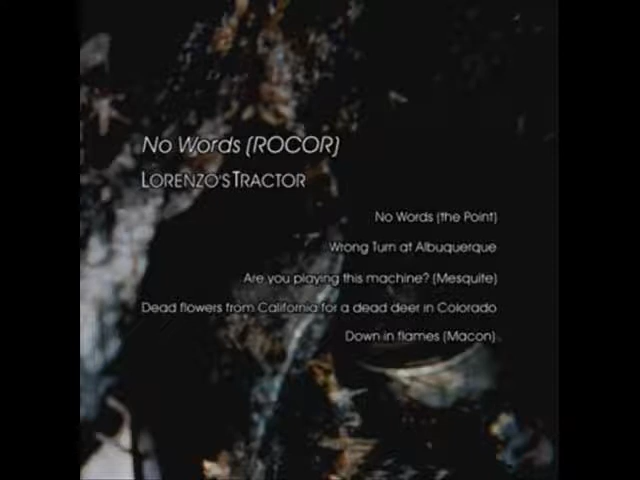 No Words (ROCOR)
LORENZO'S TRACTOR
No Words (the Point)
Wrong Turn at Albuquerque
Are you playing this machine? (Mesquite)
Dead flowers from California for a dead deer in Colorado
Down in flames (Macon)